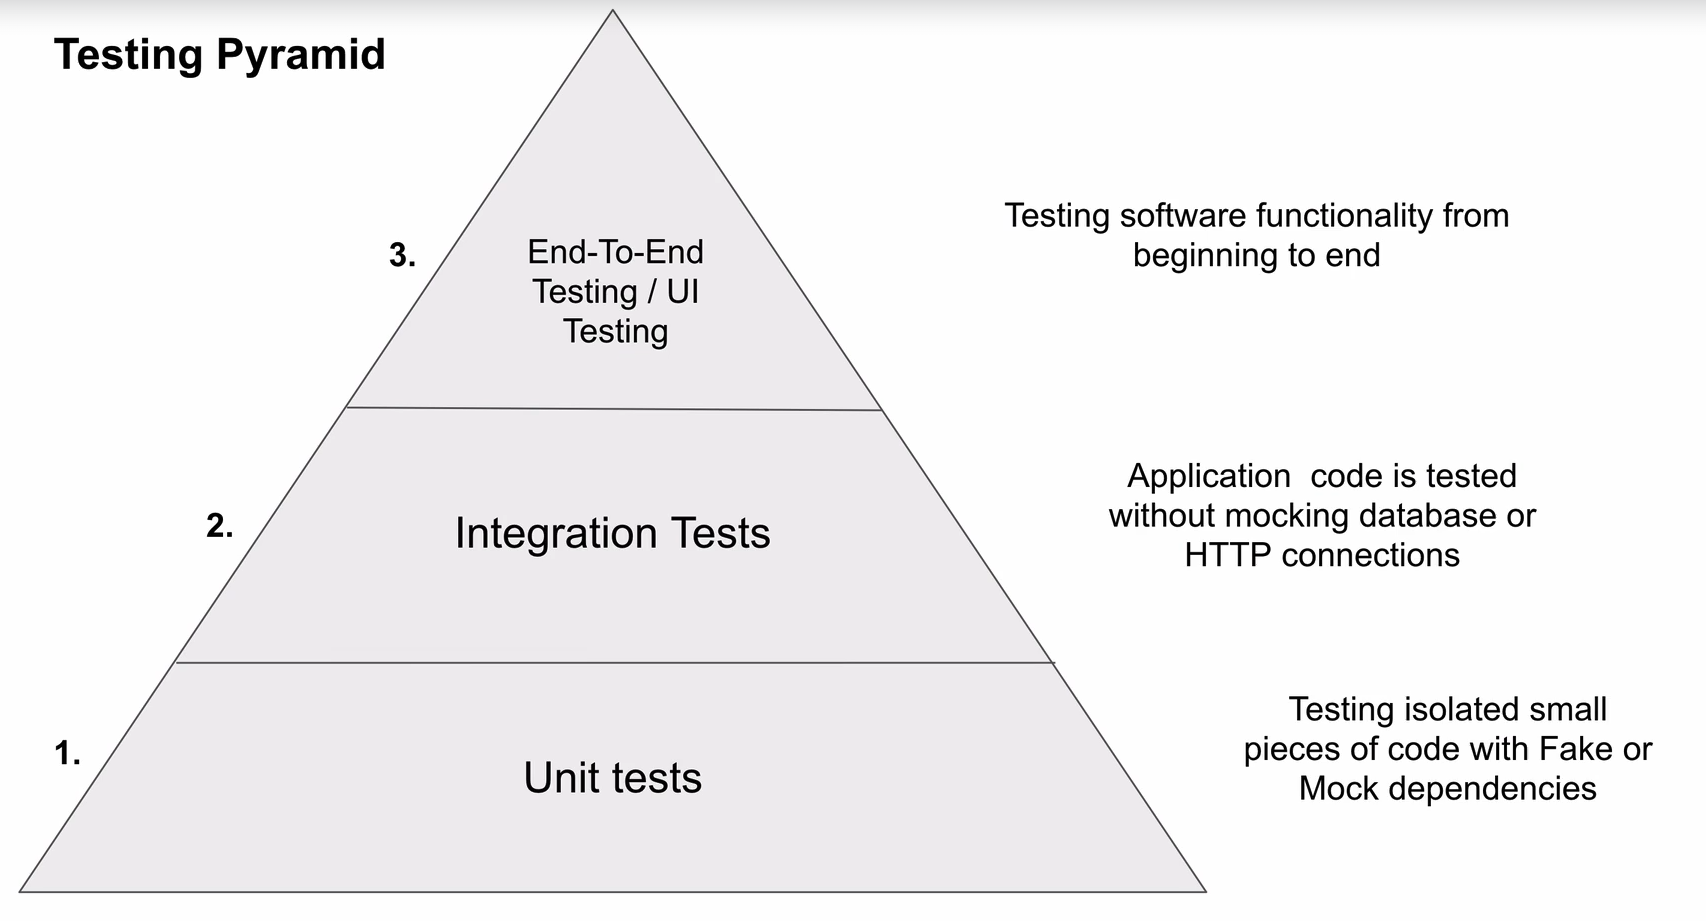 Testing Pyramid
3.
End-To-End
Testing / UI
Testing
Testing software functionality from
beginning to end
2.
Integration Tests
Application  code is tested
without mocking database or
HTTP connections
1.
Unit tests
Testing isolated small
pieces of code with Fake or
Mock dependencies